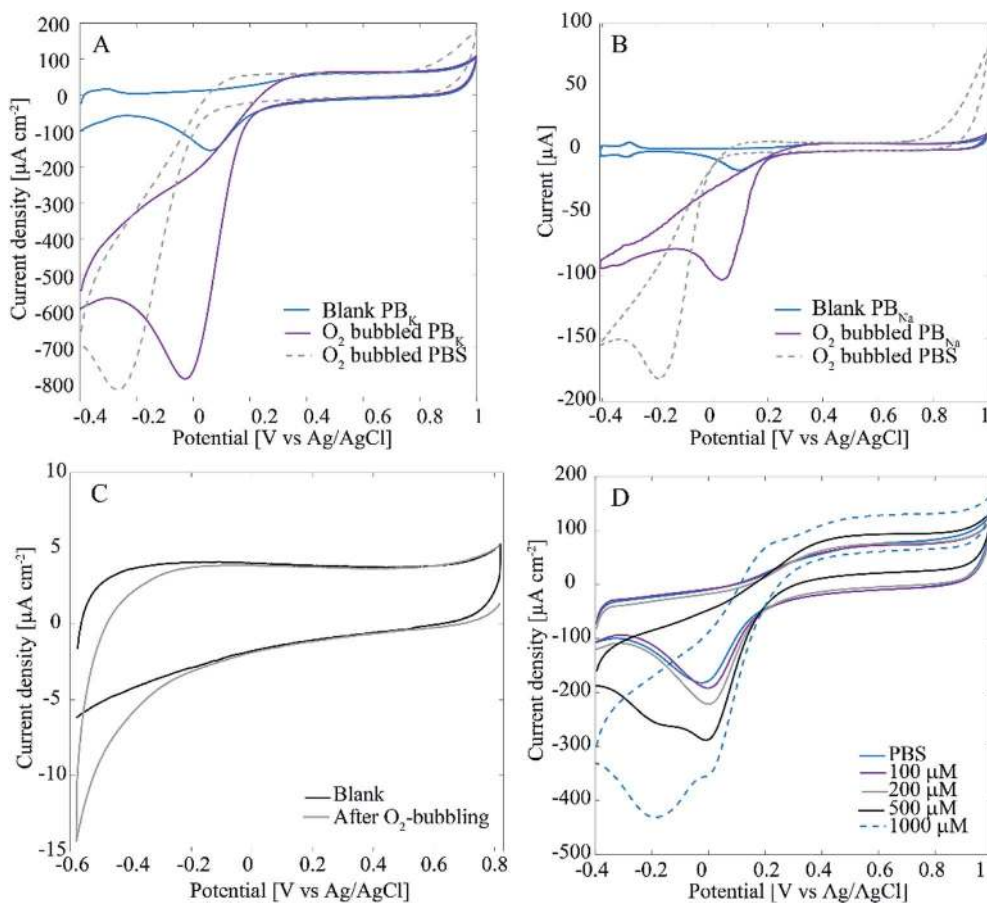 A
200
100
0
-100
-200
-300
-400
-500
-600
-700
-800
Current density [µA cm-2]
Blank PBK
O2 bubbled PBK
O2 bubbled PBS
-0.4 -0.2 0 0.2 0.4 0.6 0.8 1
Potential [V vs Ag/AgCl]
B
100
50
0
-50
-100
-150
-200
Current [µA]
Blank PBNa
O2 bubbled PBNa
O2 bubbled PBS
-0.4 -0.2 0 0.2 0.4 0.6 0.8 1
Potential [V vs Ag/AgCl]
C
10
5
0
-5
-10
-15
Current density [µA cm-2]
Blank
After O2-bubbling
-0.6 -0.4 -0.2 0 0.2 0.4 0.6 0.8
Potential [V vs Ag/AgCl]
D
200
100
0
-100
-200
-300
-400
-500
Current density [µA cm-2]
PBS
100 µM
200 µM
500 µM
1000 µM
-0.4 -0.2 0 0.2 0.4 0.6 0.8 1
Potential [V vs Ag/AgCl]